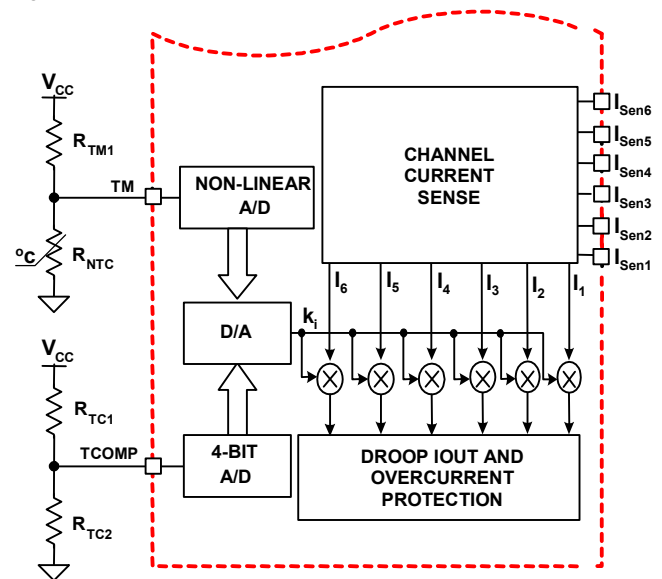 VCC
RTM1
TM
°C
RNTC
VCC
RTC1
TCOMP
RTC2
NON-LINEAR
A/D
D/A
4-BIT
A/D
ki
CHANNEL
CURRENT
SENSE
ISen6
ISen5
ISen4
ISen3
ISen2
ISen1
I6 I5 I4 I3 I2 I1
DROOP IOUT AND
OVERCURRENT
PROTECTION